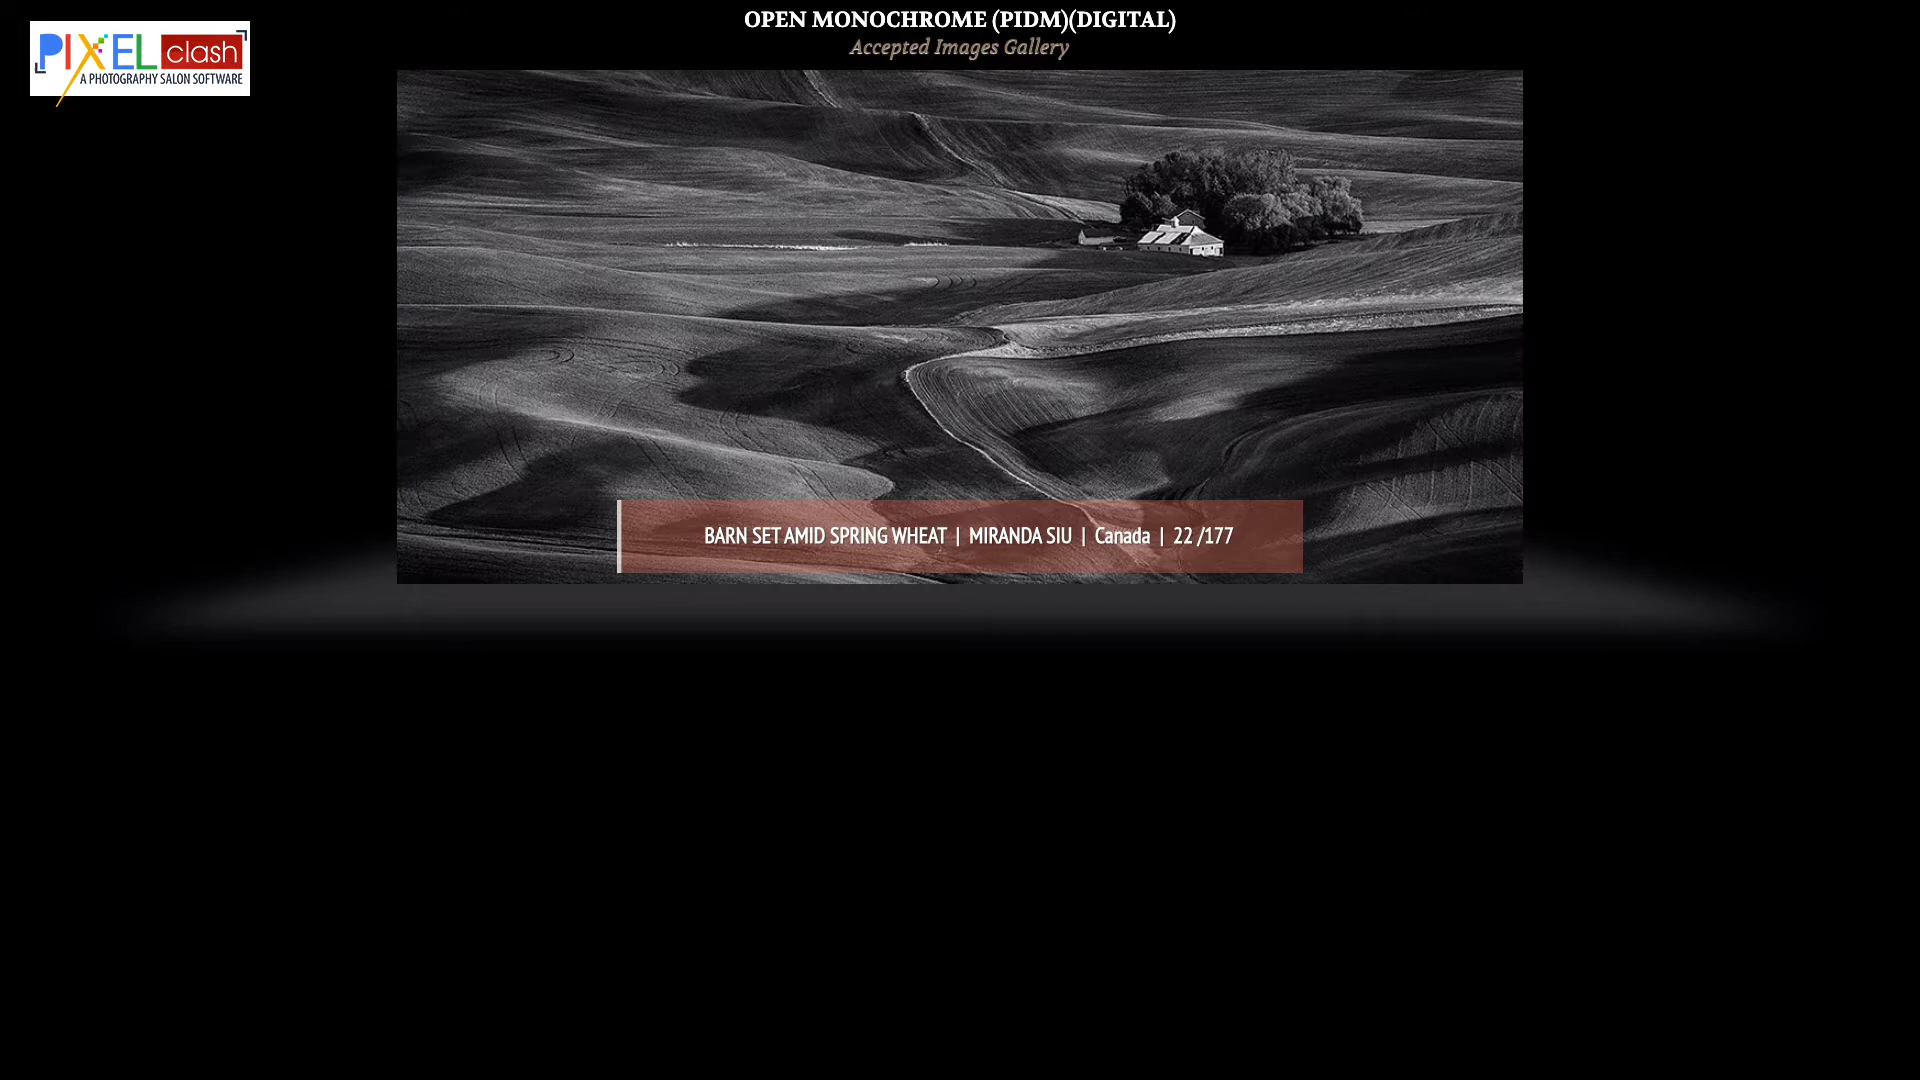 OPEN MONOCHROME (PIDM)(DIGITAL)
Accepted Images Gallery
PIXEL clash
A PHOTOGRAPHY SALON SOFTWARE
BARN SET AMID SPRING WHEAT | MIRANDA SIU | Canada | 22 /177